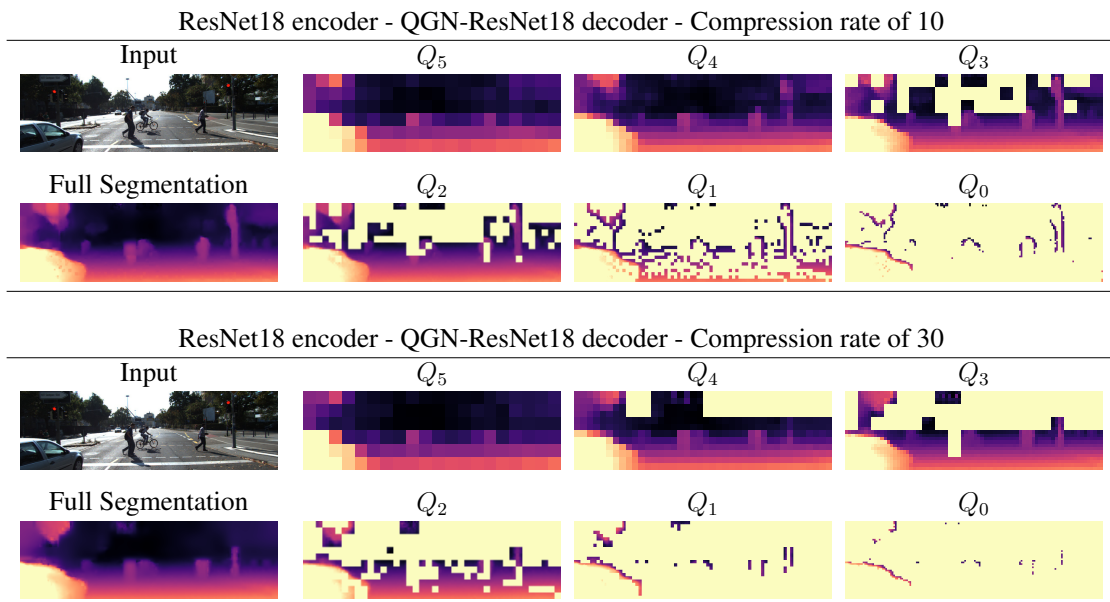 ResNet18 encoder - QGN-ResNet18 decoder - Compression rate of 10
Input Q₅ Q₄ Q₃
Full Segmentation Q₂ Q₁ Q₀
ResNet18 encoder - QGN-ResNet18 decoder - Compression rate of 30
Input Q₅ Q₄ Q₃
Full Segmentation Q₂ Q₁ Q₀